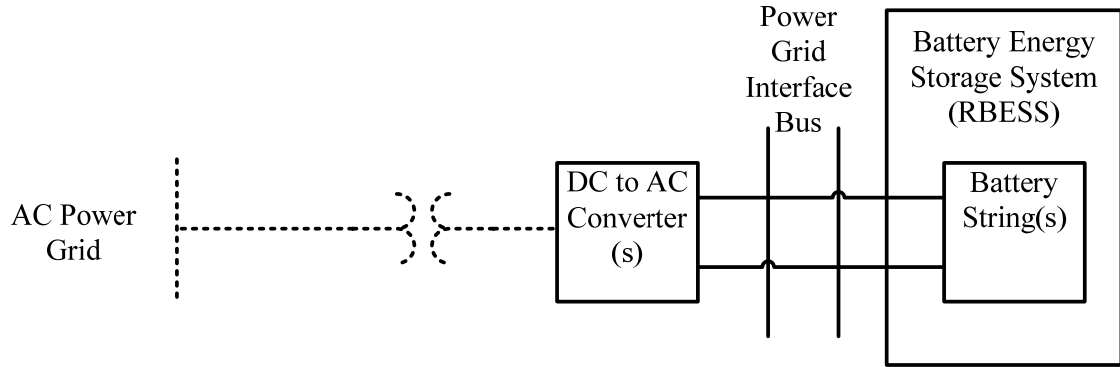 AC Power
Grid
DC to AC
Converter
(s)
Power
Grid
Interface
Bus
Battery Energy
Storage System
(RBESS)
Battery
String(s)